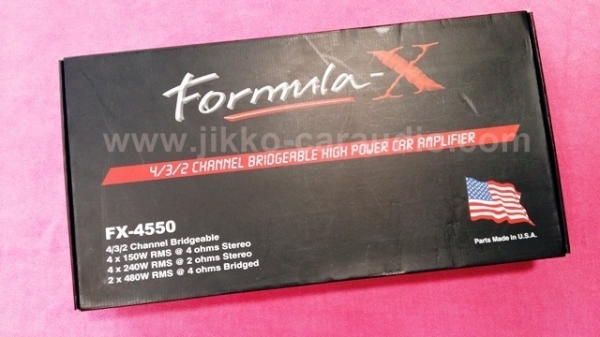 Formula-X
www.jikko-caraudio.com
4/3/2 CHANNEL BRIDGEABLE HIGH POWER CAR AMPLIFIER
FX-4550
4/3/2 Channel Bridgeable
4 x 150W RMS @ 4 ohms Stereo
4 x 240W RMS @ 2 ohms Stereo
2 x 480W RMS @ 4 ohms Bridged
Parts Made in U.S.A.